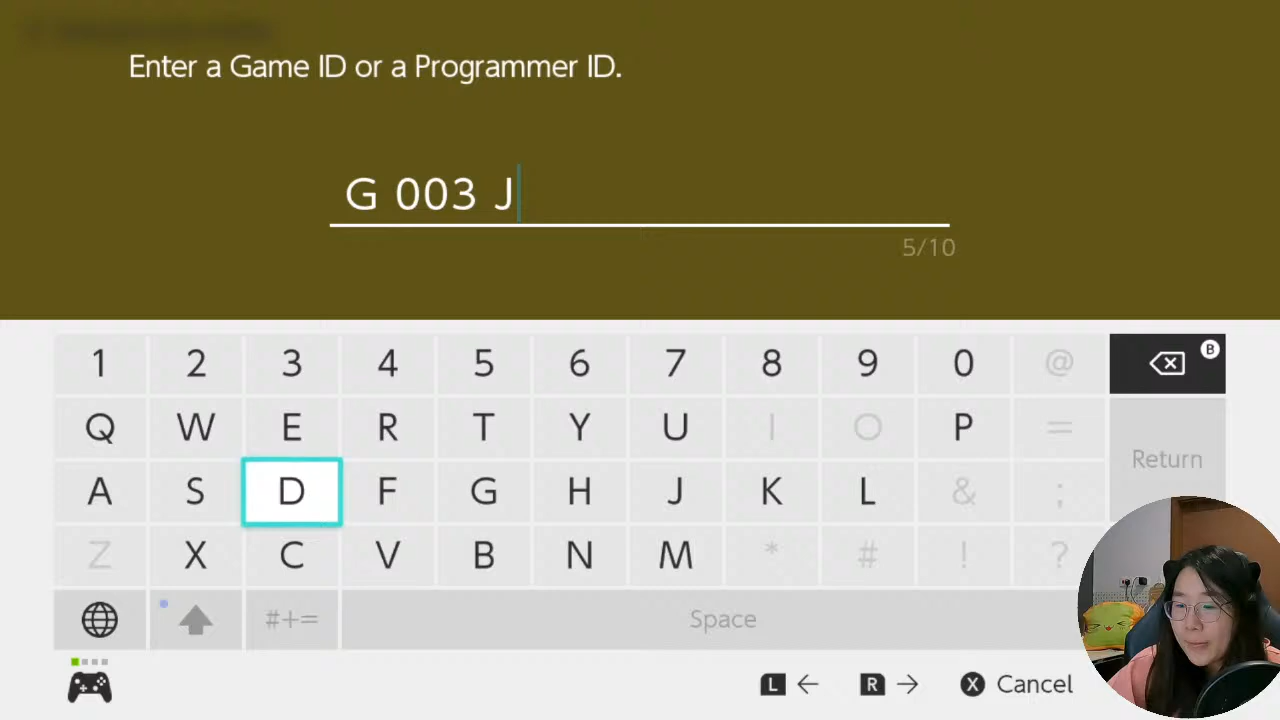 Enter a Game ID or a Programmer ID.
G 003 J
5/10
1 2 3 4 5 6 7 8 9 0 @ B
Q W E R T Y U I O P =
Return
A S D F G H J K L & ;
Z X C V B N M * # ! ?
#+= Space
L ← R → X Cancel